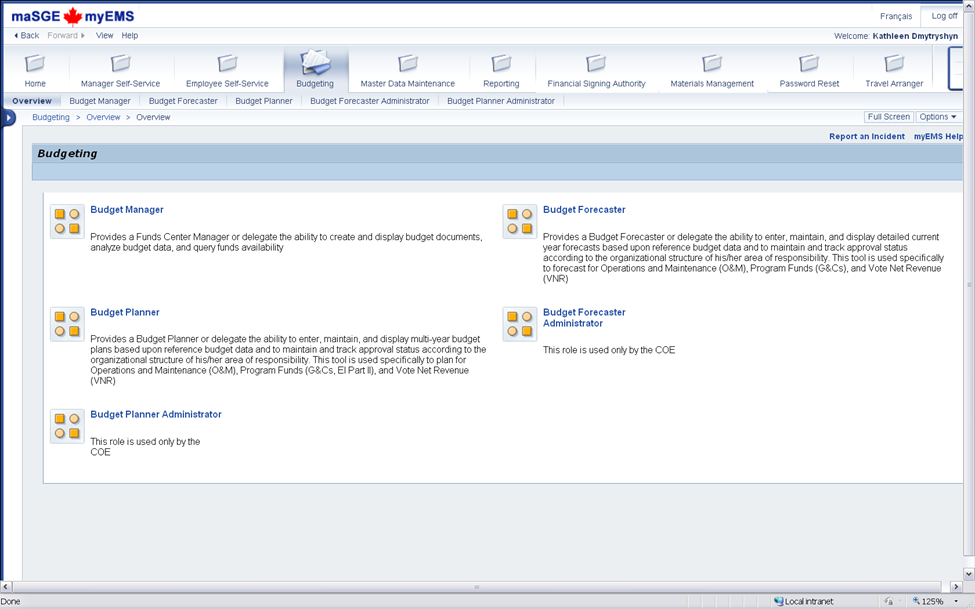 maSGE myEMS
Français Log off
Back Forward View Help
Welcome: Kathleen Dmytryshyn
Home Manager Self-Service Employee Self-Service Budgeting Master Data Maintenance Reporting Financial Signing Authority Materials Management Password Reset Travel Arranger
Overview Budget Manager Budget Forecaster Budget Planner Budget Forecaster Administrator Budget Planner Administrator
Budgeting > Overview > Overview
Full Screen Options
Report an Incident myEMS Help
Budgeting
Budget Manager
Provides a Funds Center Manager or delegate the ability to create and display budget documents,
analyze budget data, and query funds availability
Budget Forecaster
Provides a Budget Forecaster or delegate the ability to enter, maintain, and display detailed current
year forecasts based upon reference budget data and to maintain and track approval status
according to the organizational structure of his/her area of responsibility. This tool is used specifically
to forecast for Operations and Maintenance (O&M), Program Funds (G&Cs), and Vote Net Revenue
(VNR)
Budget Planner
Provides a Budget Planner or delegate the ability to enter, maintain, and display multi-year budget
plans based upon reference budget data and to maintain and track approval status according to the
organizational structure of his/her area of responsibility. This tool is used specifically to plan for
Operations and Maintenance (O&M), Program Funds (G&Cs, EI Part II), and Vote Net Revenue
(VNR)
Budget Forecaster
Administrator
This role is used only by the COE
Budget Planner Administrator
This role is used only by the
COE
Done
Local intranet
125%